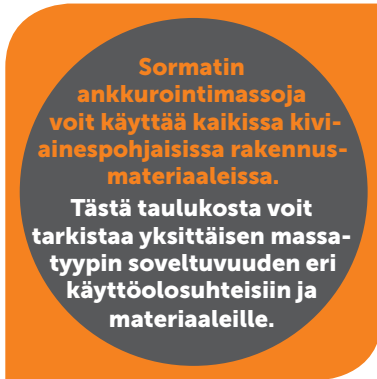 Sormatin
ankkurointimassoja
voit käyttää kaikissa kivi-
ainespohjaisissa rakennus-
materiaaleissa.
Tästä taulukosta voit
tarkistaa yksittäisen massa-
tyypin soveltuvuuden eri
käyttöolosuhteisiin ja
materiaaleille.